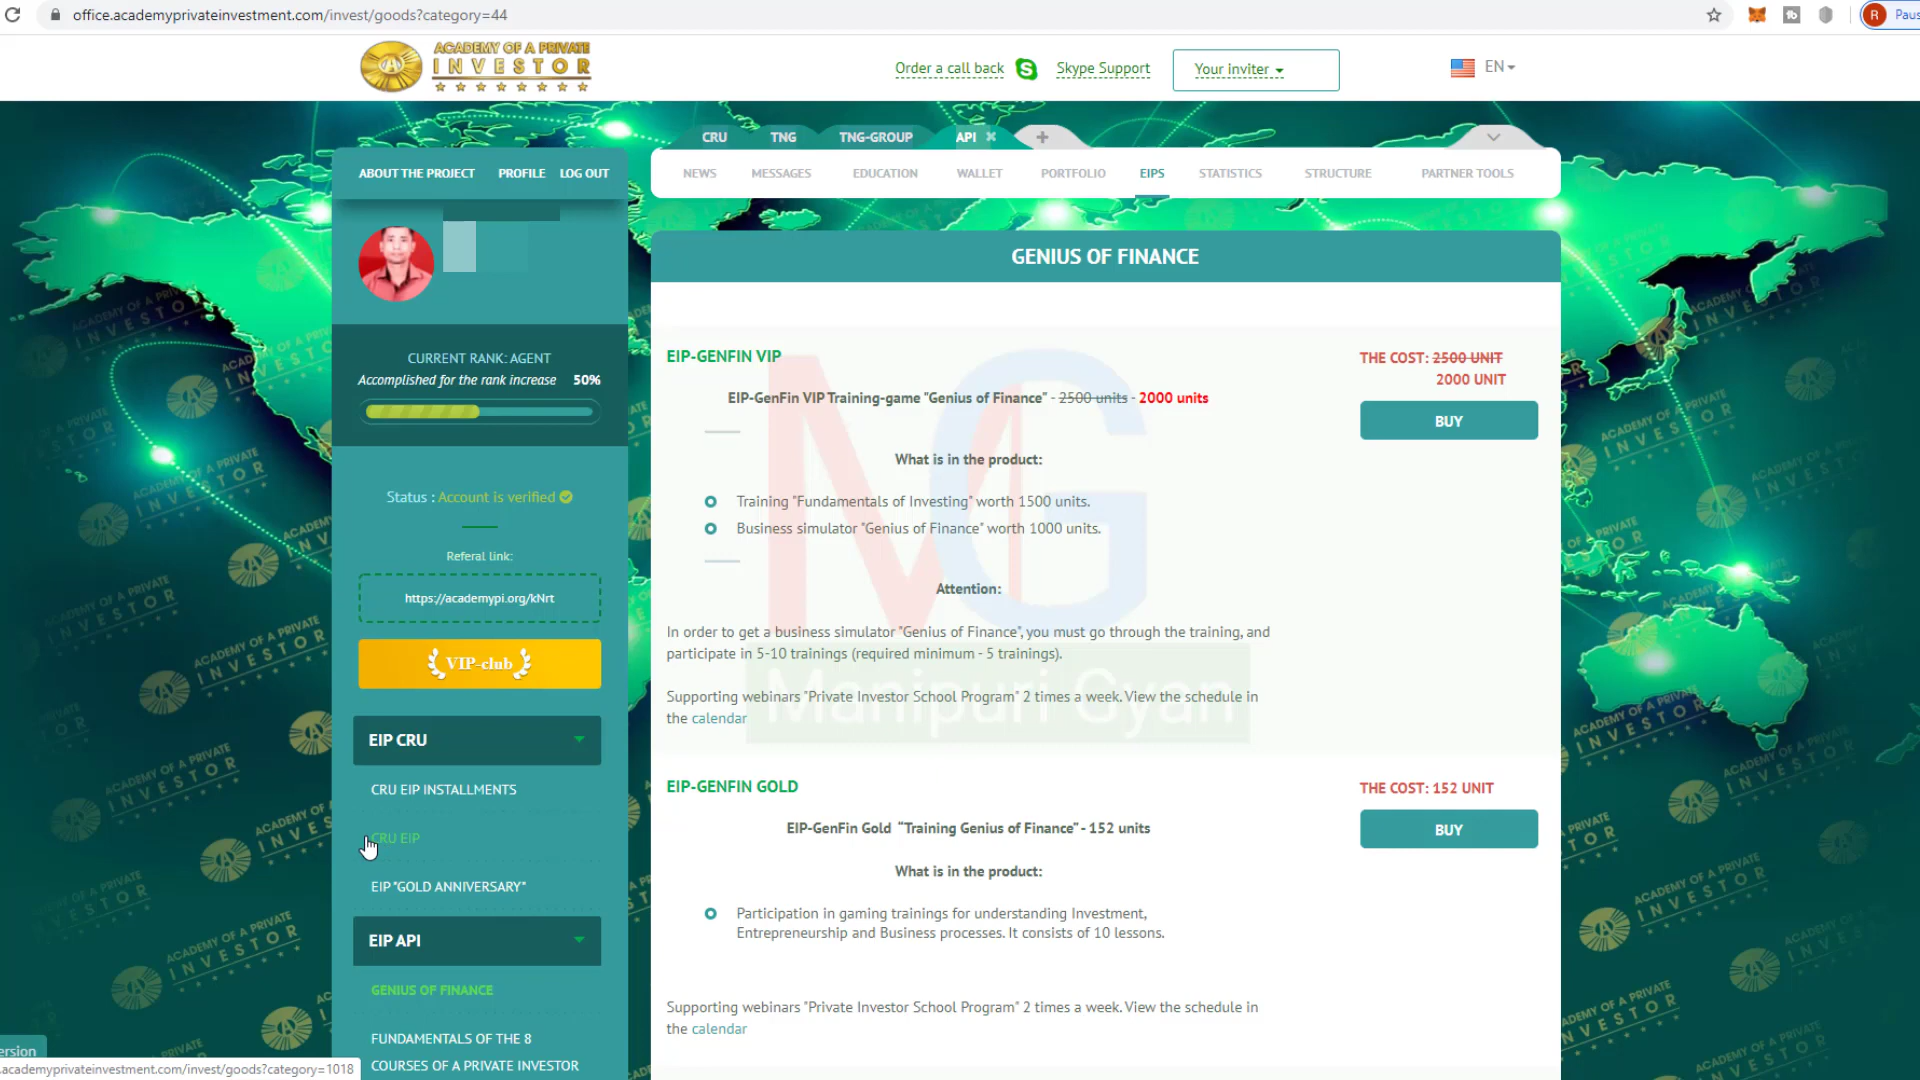 office.academyprivateinvestment.com/invest/goods?category=44
R
Paus
ACADEMY OF A PRIVATE
INVESTOR
Order a call back
Skype Support
Your inviter
EN
CRU
TNG
TNG-GROUP
API
ABOUT THE PROJECT
PROFILE
LOG OUT
NEWS
MESSAGES
EDUCATION
WALLET
PORTFOLIO
EIPS
STATISTICS
STRUCTURE
PARTNER TOOLS
CURRENT RANK: AGENT
Accomplished for the rank increase 50%
Status : Account is verified
Referal link:
https://academypi.org/kNrt
VIP-club
EIP CRU
CRU EIP INSTALLMENTS
CRU EIP
EIP "GOLD ANNIVERSARY"
EIP API
GENIUS OF FINANCE
FUNDAMENTALS OF THE 8
COURSES OF A PRIVATE INVESTOR
GENIUS OF FINANCE
EIP-GENFIN VIP
THE COST: 2500 UNIT
2000 UNIT
BUY
EIP-GenFin VIP Training-game "Genius of Finance" - 2500 units - 2000 units
What is in the product:
Training "Fundamentals of Investing" worth 1500 units.
Business simulator "Genius of Finance" worth 1000 units.
Attention:
In order to get a business simulator "Genius of Finance", you must go through the training, and
participate in 5-10 trainings (required minimum - 5 trainings).
Supporting webinars "Private Investor School Program" 2 times a week. View the schedule in
the calendar
MG
Manipuri Gyan
EIP-GENFIN GOLD
THE COST: 152 UNIT
BUY
EIP-GenFin Gold “Training Genius of Finance” - 152 units
What is in the product:
Participation in gaming trainings for understanding Investment,
Entrepreneurship and Business processes. It consists of 10 lessons.
Supporting webinars "Private Investor School Program" 2 times a week. View the schedule in
the calendar
ersion
.academyprivateinvestment.com/invest/goods?category=1018